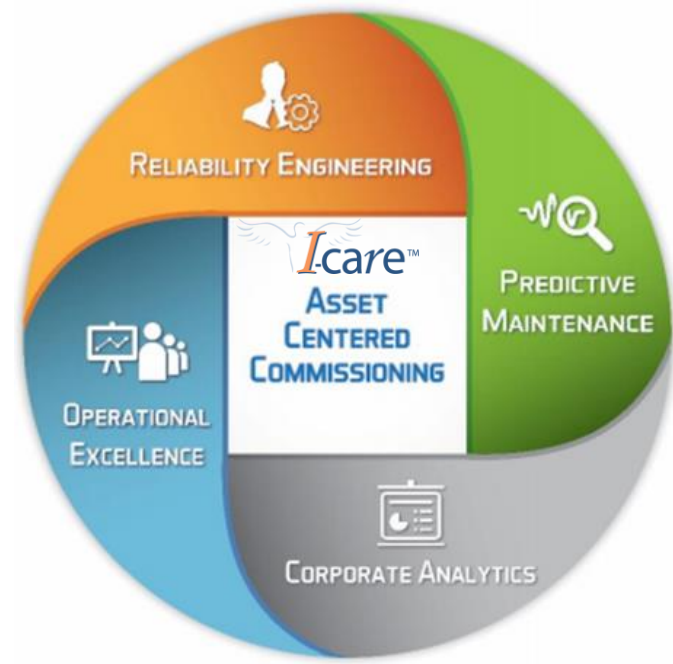 RELIABILITY ENGINEERING
I-care™
ASSET
CENTERED
COMMISSIONING
PREDICTIVE
MAINTENANCE
OPERATIONAL
EXCELLENCE
CORPORATE ANALYTICS